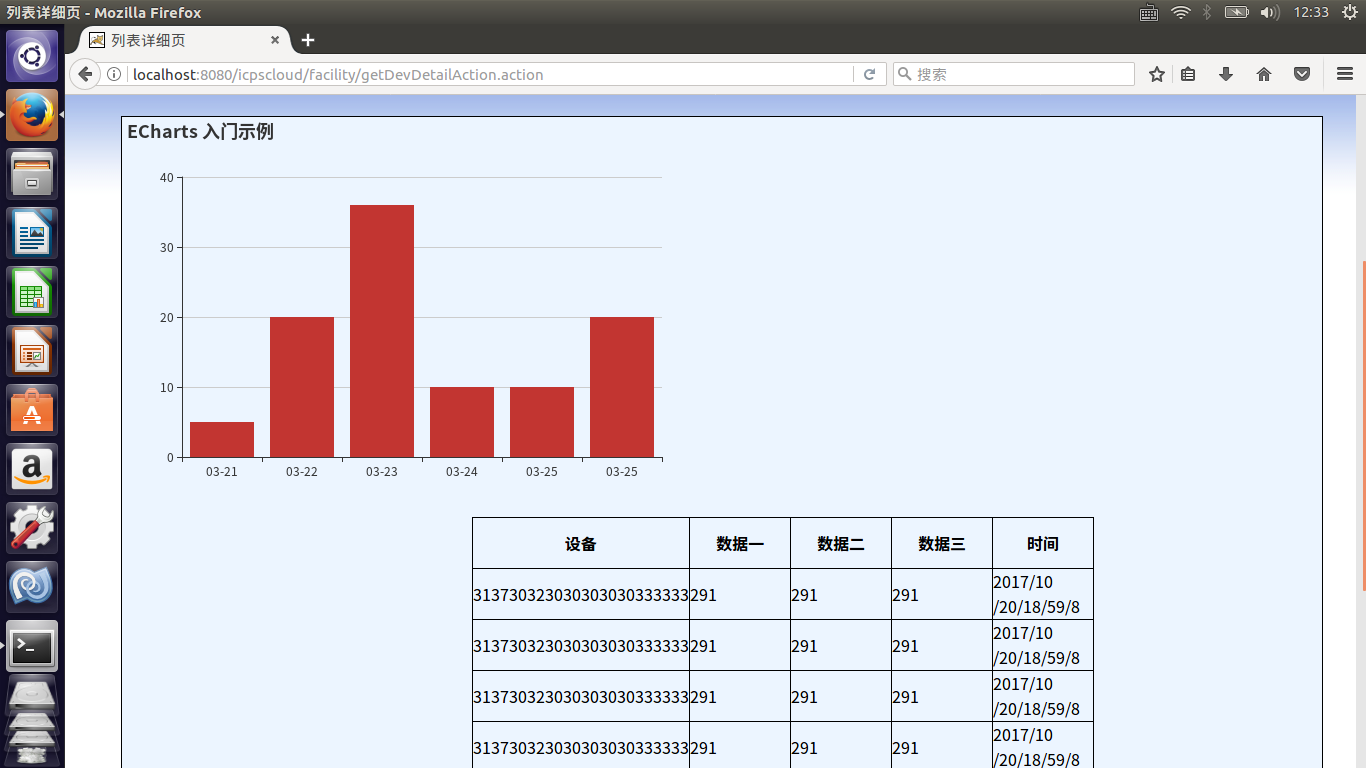 列表详细页 - Mozilla Firefox
12:33
列表详细页
localhost:8080/icpscloud/facility/getDevDetailAction.action
搜索
ECharts 入门示例
40
30
20
10
0
03-21 03-22 03-23 03-24 03-25 03-25
设备 数据一 数据二 数据三 时间
313730323030303030333333 291 291 291 2017/10
/20/18/59/8
313730323030303030333333 291 291 291 2017/10
/20/18/59/8
313730323030303030333333 291 291 291 2017/10
/20/18/59/8
313730323030303030333333 291 291 291 2017/10
/20/18/59/8